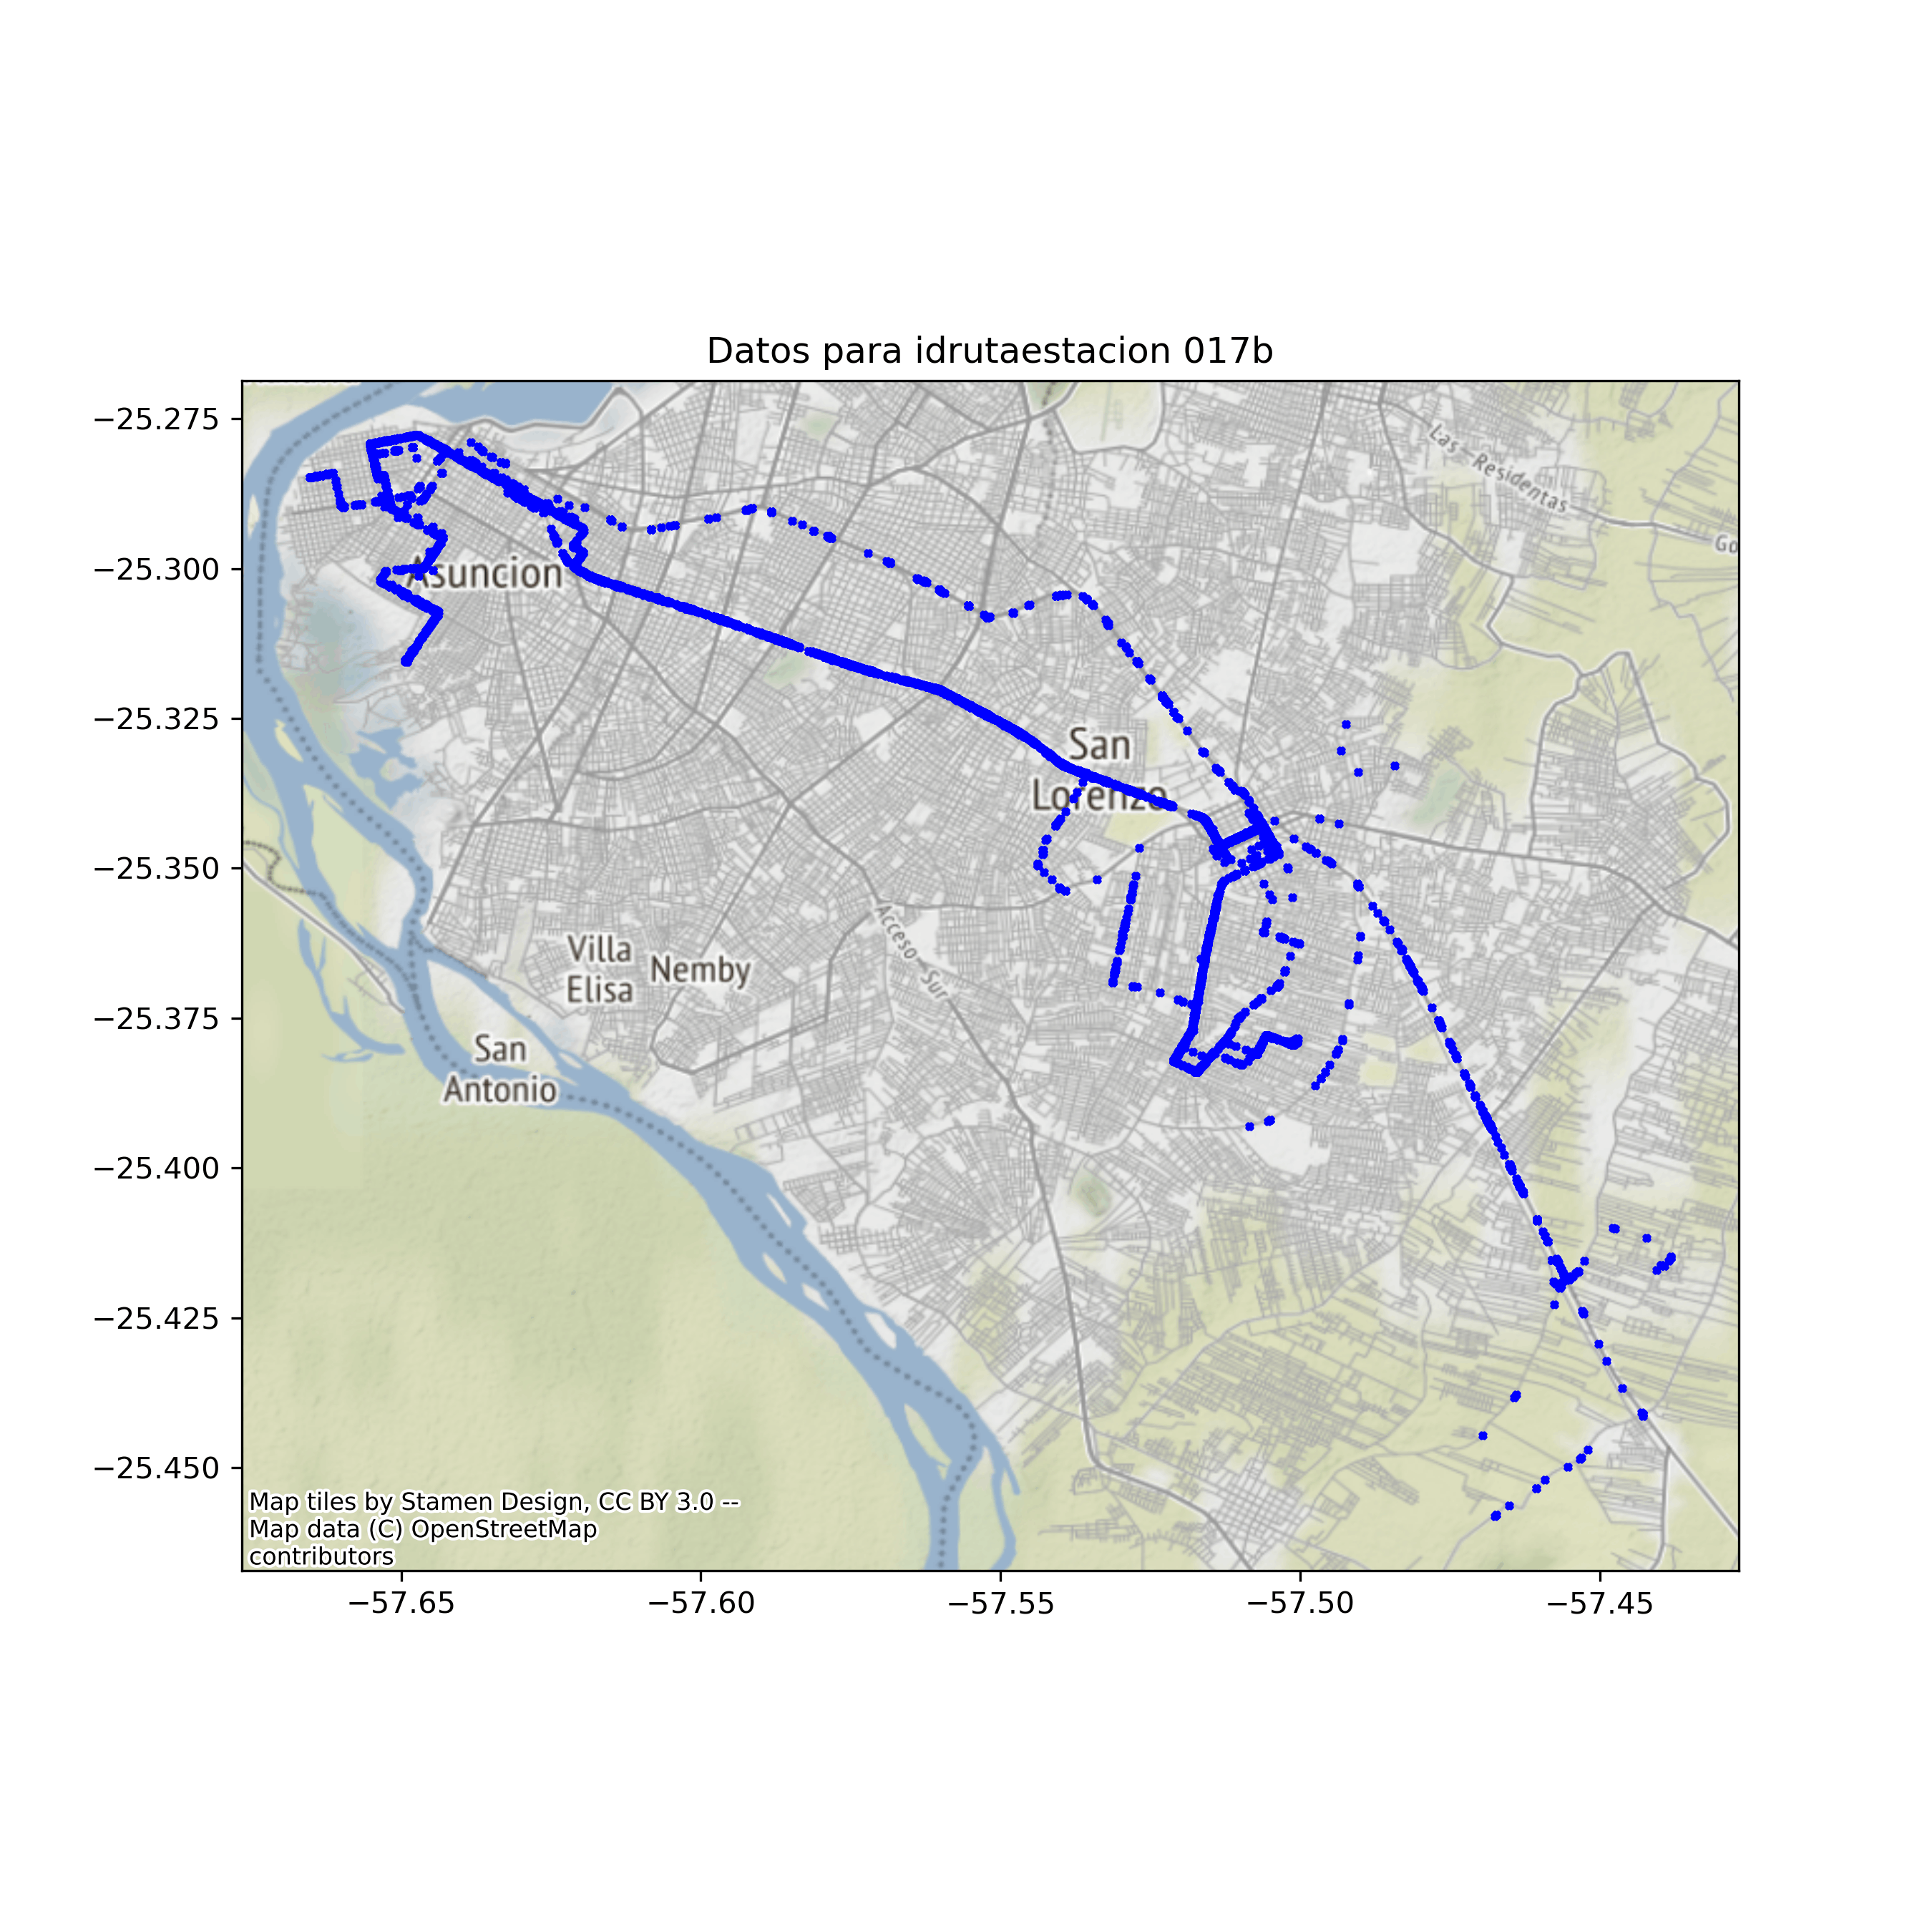 Datos para idrutaestacion 017b
−25.275
−25.300
−25.325
−25.350
−25.375
−25.400
−25.425
−25.450
Las - Residentas
Go
Asuncion
San
Lorenzo
Acceso - Sur
Villa
Elisa
Nemby
San
Antonio
Map tiles by Stamen Design, CC BY 3.0 --
Map data (C) OpenStreetMap
contributors
−57.65
−57.60
−57.55
−57.50
−57.45